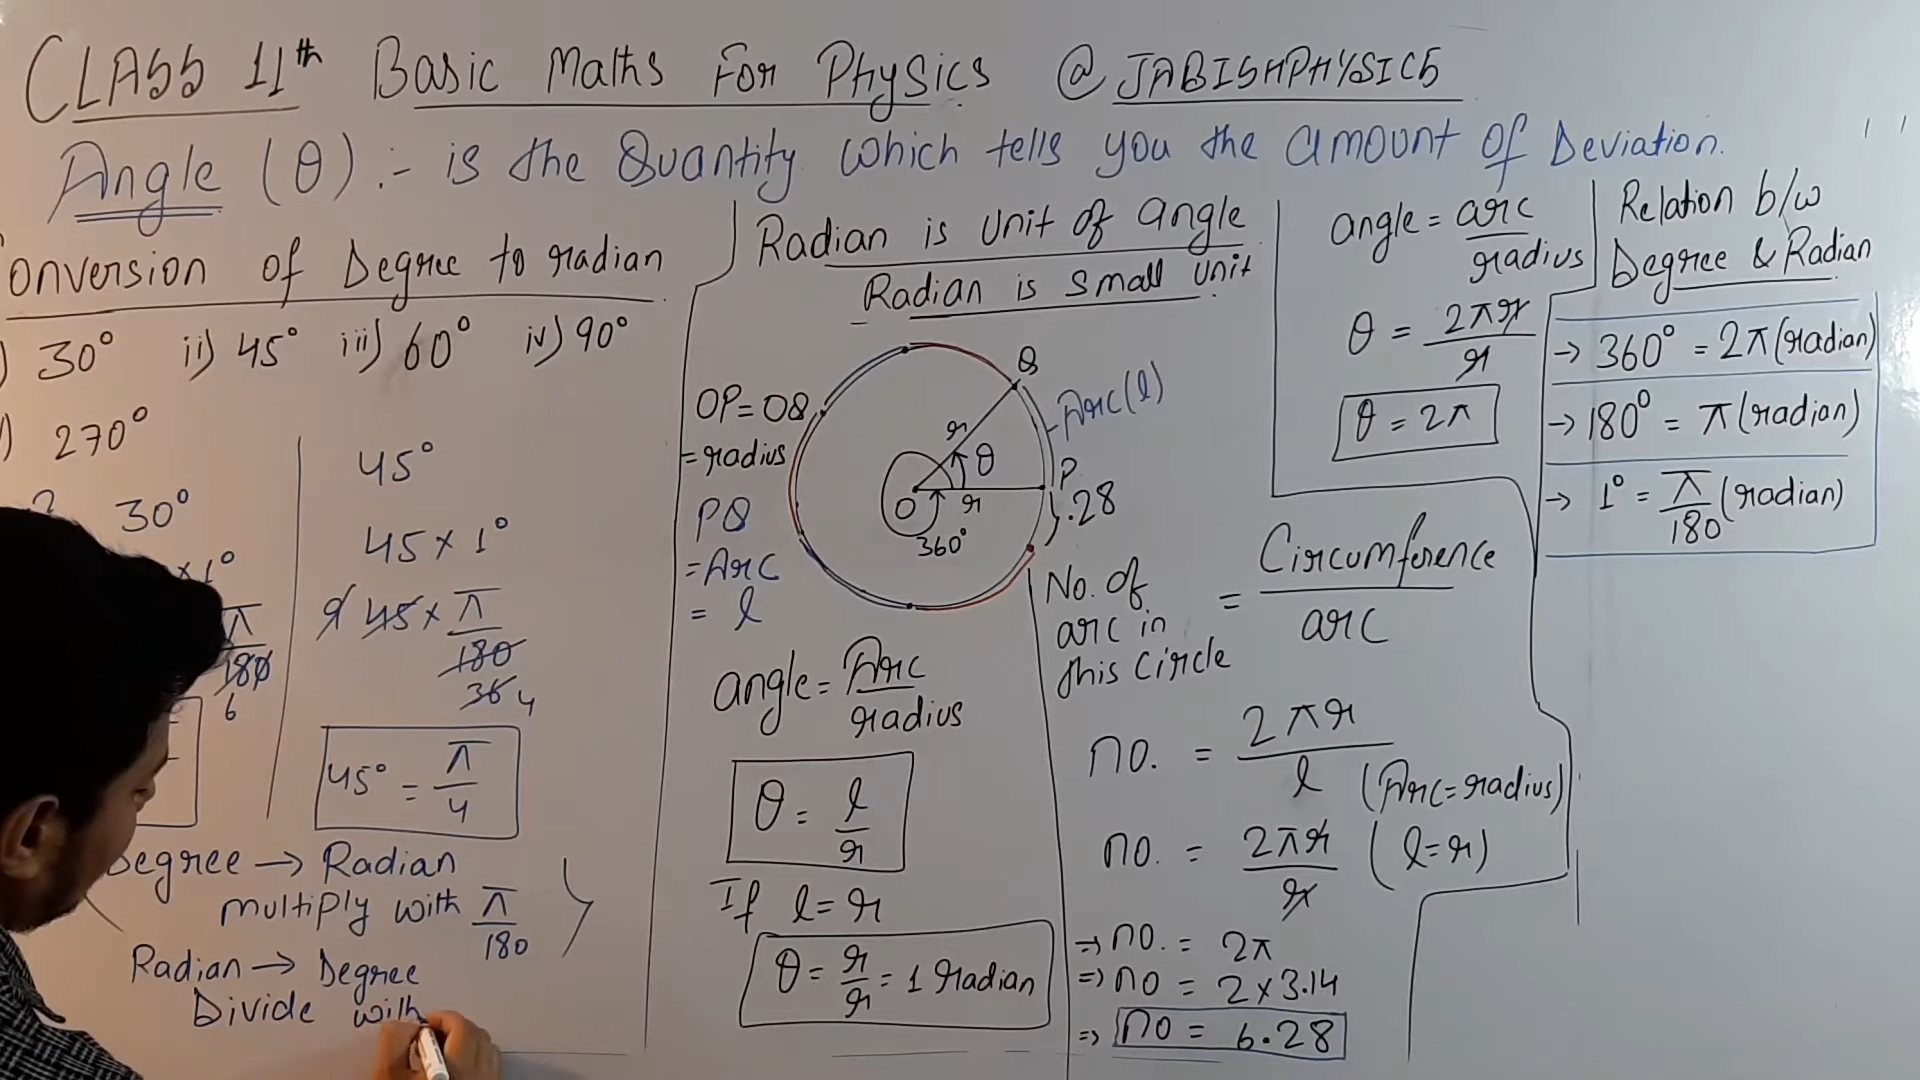 CLASS 11th Basic Maths For Physics @JABISHPHYSICS
Angle (θ) :- is the Quantity which tells you the amount of Deviation.
onversion of Degree to radian
) 30° ii) 45° iii) 60° iv) 90°
) 270°
30°
×1°
π
180
6
45°
45 × 1°
9 45 × π
180
36 4
45° = π/4
Degree → Radian
multiply with π/180
Radian → Degree
Divide with
Radian is unit of angle
Radian is small unit
OP = OQ
= radius
PQ
= Arc
= l
Q
Arc(l)
r
θ
P
O
r
360°
.28
angle = Arc/radius
θ = l/r
If l = r
θ = r/r = 1 radian
No. of
arc in
this circle
= Circumference/arc
no. = 2πr/l (Arc=radius)
no. = 2πr/r (l=r)
⇒ no. = 2π
⇒ no = 2×3.14
⇒ no = 6.28
angle = arc/radius
θ = 2πr/r
θ = 2π
Relation b/w
Degree & Radian
→ 360° = 2π(radian)
→ 180° = π(radian)
→ 1° = π/180 (radian)